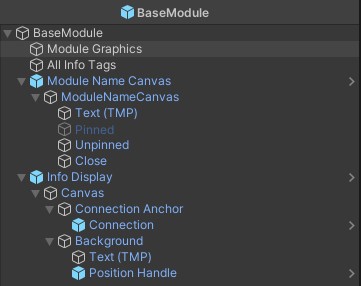 BaseModule
BaseModule
Module Graphics
All Info Tags
Module Name Canvas
ModuleNameCanvas
Text (TMP)
Pinned
Unpinned
Close
Info Display
Canvas
Connection Anchor
Connection
Background
Text (TMP)
Position Handle